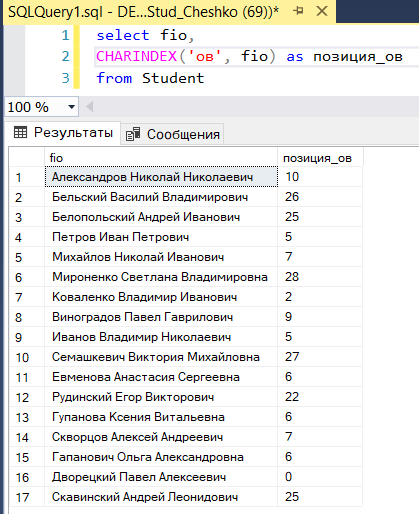 SQLQuery1.sql - DE...Stud_Cheshko (69))*
1 select fio,
2 CHARINDEX('ов', fio) as позиция_ов
3 from Student
100 %
Результаты Сообщения
fio позиция_ов
1 Александров Николай Николаевич 10
2 Бельский Василий Владимирович 26
3 Белопольский Андрей Иванович 25
4 Петров Иван Петрович 5
5 Михайлов Николай Иванович 7
6 Мироненко Светлана Владимировна 28
7 Коваленко Владимир Иванович 2
8 Виноградов Павел Гаврилович 9
9 Иванов Владимир Николаевич 5
10 Семашкевич Виктория Михайловна 27
11 Евменова Анастасия Сергеевна 6
12 Рудинский Егор Викторович 22
13 Гупанова Ксения Витальевна 6
14 Скворцов Алексей Андреевич 7
15 Гапанович Ольга Александровна 6
16 Дворецкий Павел Алексеевич 0
17 Скавинский Андрей Леонидович 25